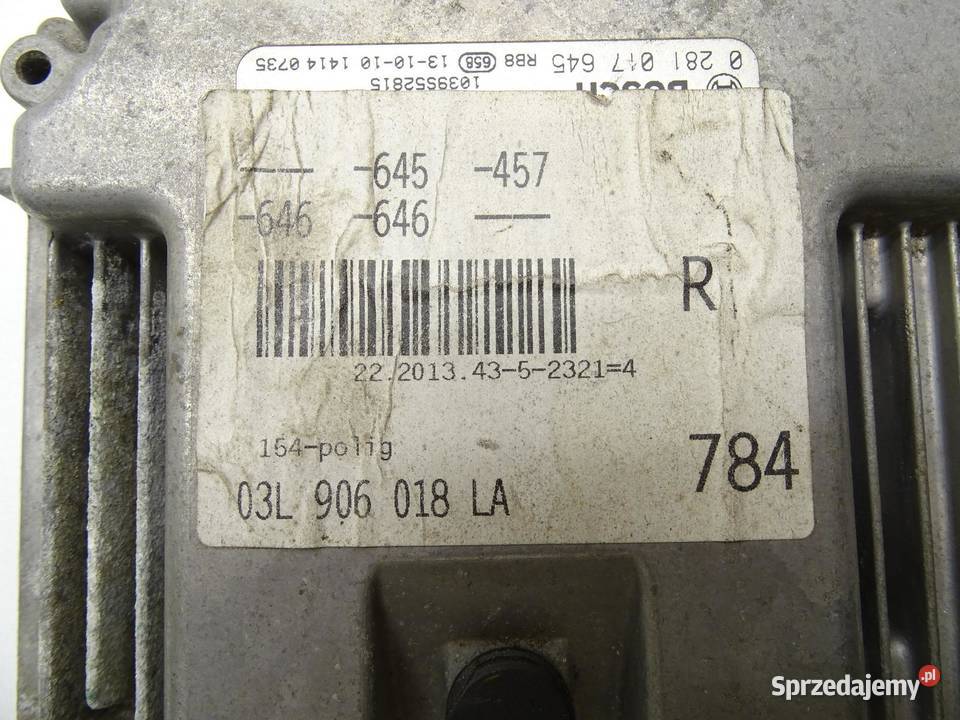 0 281 017 645 RB8 658 13-10-10 1414 0735
BOSCH 1039S52815
—— -645 -457
-646 -646 ——
R
22.2013.43-5-2321=4
154-polig
784
03L 906 018 LA
Sprzedajemy.pl